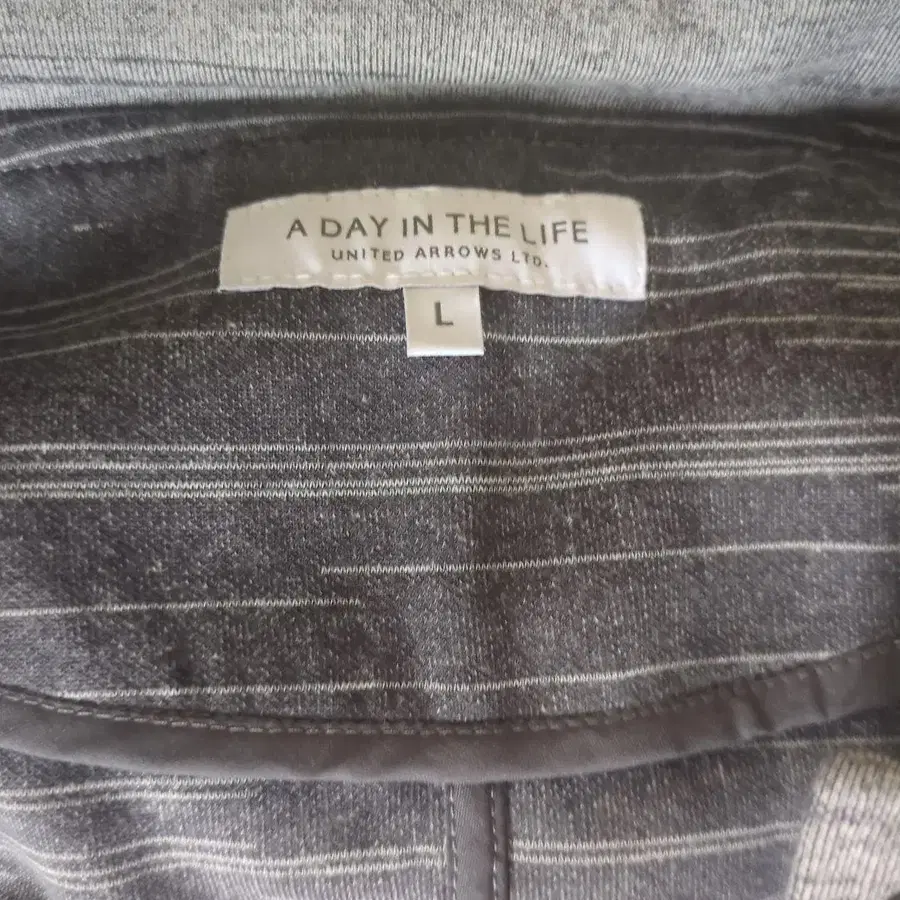 A DAY IN THE LIFE
UNITED ARROWS LTD.
L